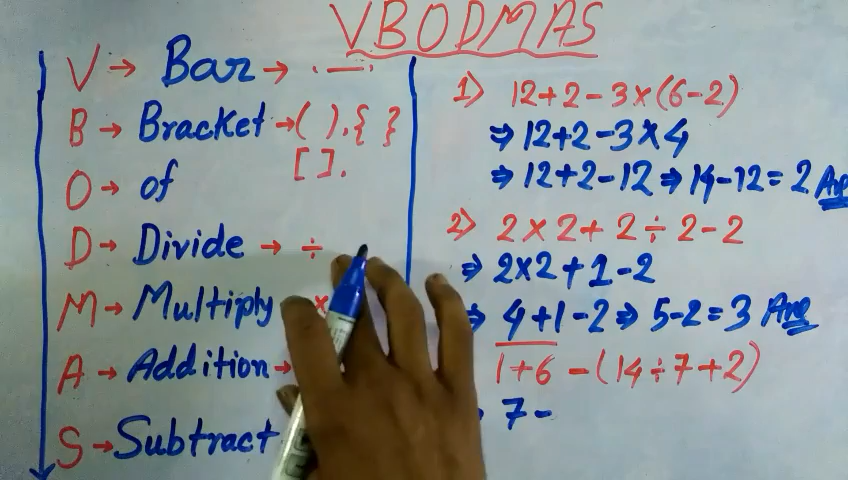 VBODMAS
V → Bar → .—.
B → Bracket → ( ), { }
[ ].
O → of
D → Divide → ÷
M → Multiply ×
A → Addition →
S → Subtract
1> 12+2-3×(6-2)
⇒ 12+2-3×4
⇒ 12+2-12 ⇒ 14-12=2 Ans
2> 2×2+2÷2-2
⇒ 2×2+1-2
⇒ 4+1-2 ⇒ 5-2=3 Ans
1+6 -(14÷7+2)
7-